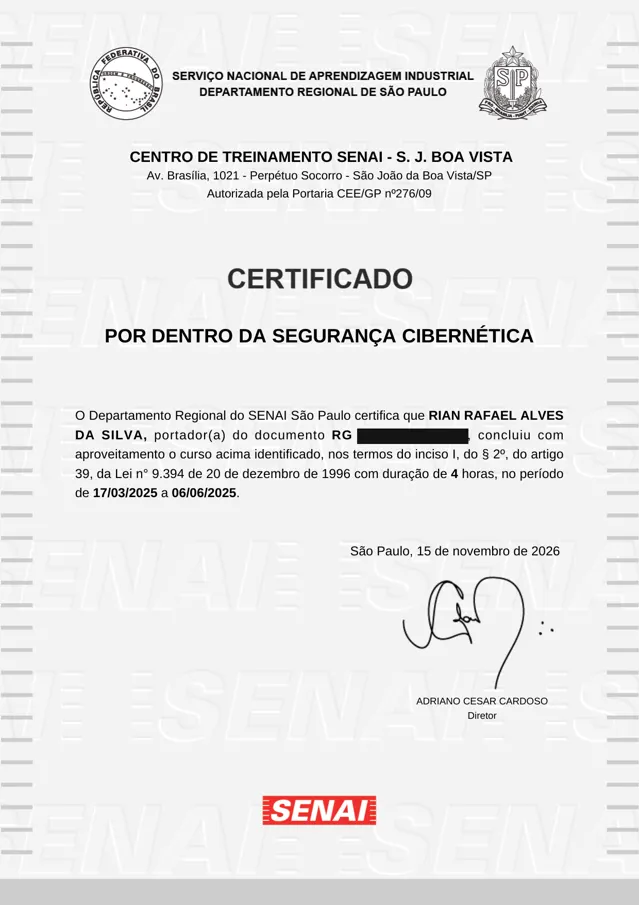 REPÚBLICA FEDERATIVA DO BRASIL
SERVIÇO NACIONAL DE APRENDIZAGEM INDUSTRIAL
DEPARTAMENTO REGIONAL DE SÃO PAULO
SP
CENTRO DE TREINAMENTO SENAI - S. J. BOA VISTA
Av. Brasília, 1021 - Perpétuo Socorro - São João da Boa Vista/SP
Autorizada pela Portaria CEE/GP nº276/09
CERTIFICADO
POR DENTRO DA SEGURANÇA CIBERNÉTICA
O Departamento Regional do SENAI São Paulo certifica que RIAN RAFAEL ALVES
DA SILVA, portador(a) do documento RG , concluiu com
aproveitamento o curso acima identificado, nos termos do inciso I, do § 2º, do artigo
39, da Lei n° 9.394 de 20 de dezembro de 1996 com duração de 4 horas, no período
de 17/03/2025 a 06/06/2025.
São Paulo, 15 de novembro de 2026
ADRIANO CESAR CARDOSO
Diretor
SENAI